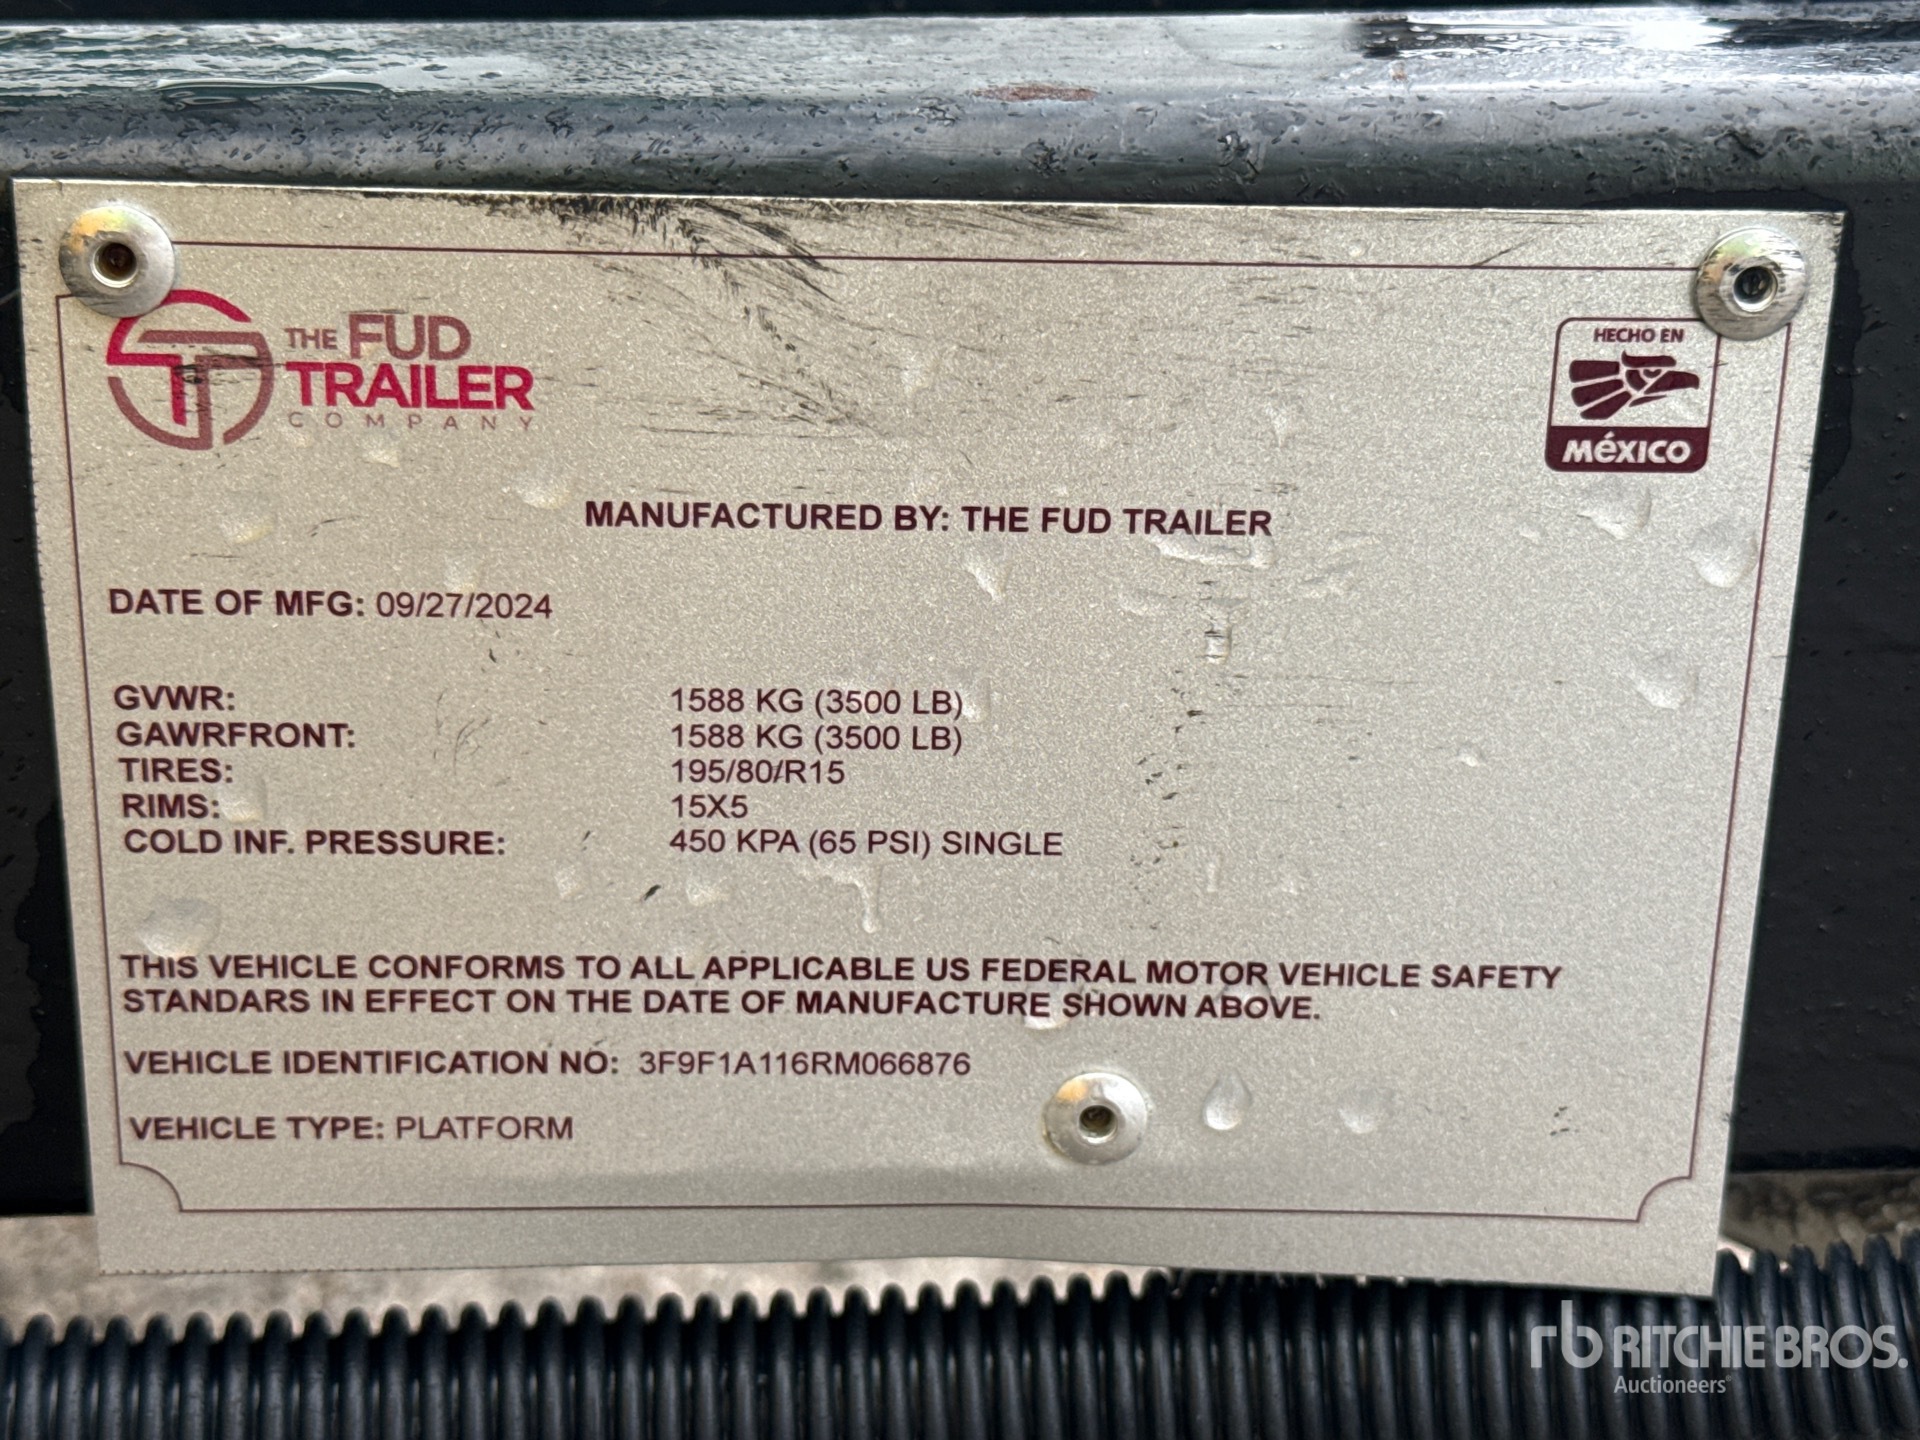 THE FUD
TRAILER
COMPANY
HECHO EN
MéXICO
MANUFACTURED BY: THE FUD TRAILER
DATE OF MFG: 09/27/2024
GVWR: 1588 KG (3500 LB)
GAWRFRONT: 1588 KG (3500 LB)
TIRES: 195/80/R15
RIMS: 15X5
COLD INF. PRESSURE: 450 KPA (65 PSI) SINGLE
THIS VEHICLE CONFORMS TO ALL APPLICABLE US FEDERAL MOTOR VEHICLE SAFETY
STANDARS IN EFFECT ON THE DATE OF MANUFACTURE SHOWN ABOVE.
VEHICLE IDENTIFICATION NO: 3F9F1A116RM066876
VEHICLE TYPE: PLATFORM
rb RITCHIE BROS.
Auctioneers